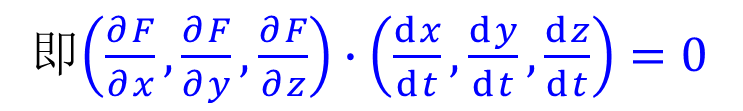 即(∂F/∂x, ∂F/∂y, ∂F/∂z) · (dx/dt, dy/dt, dz/dt) = 0